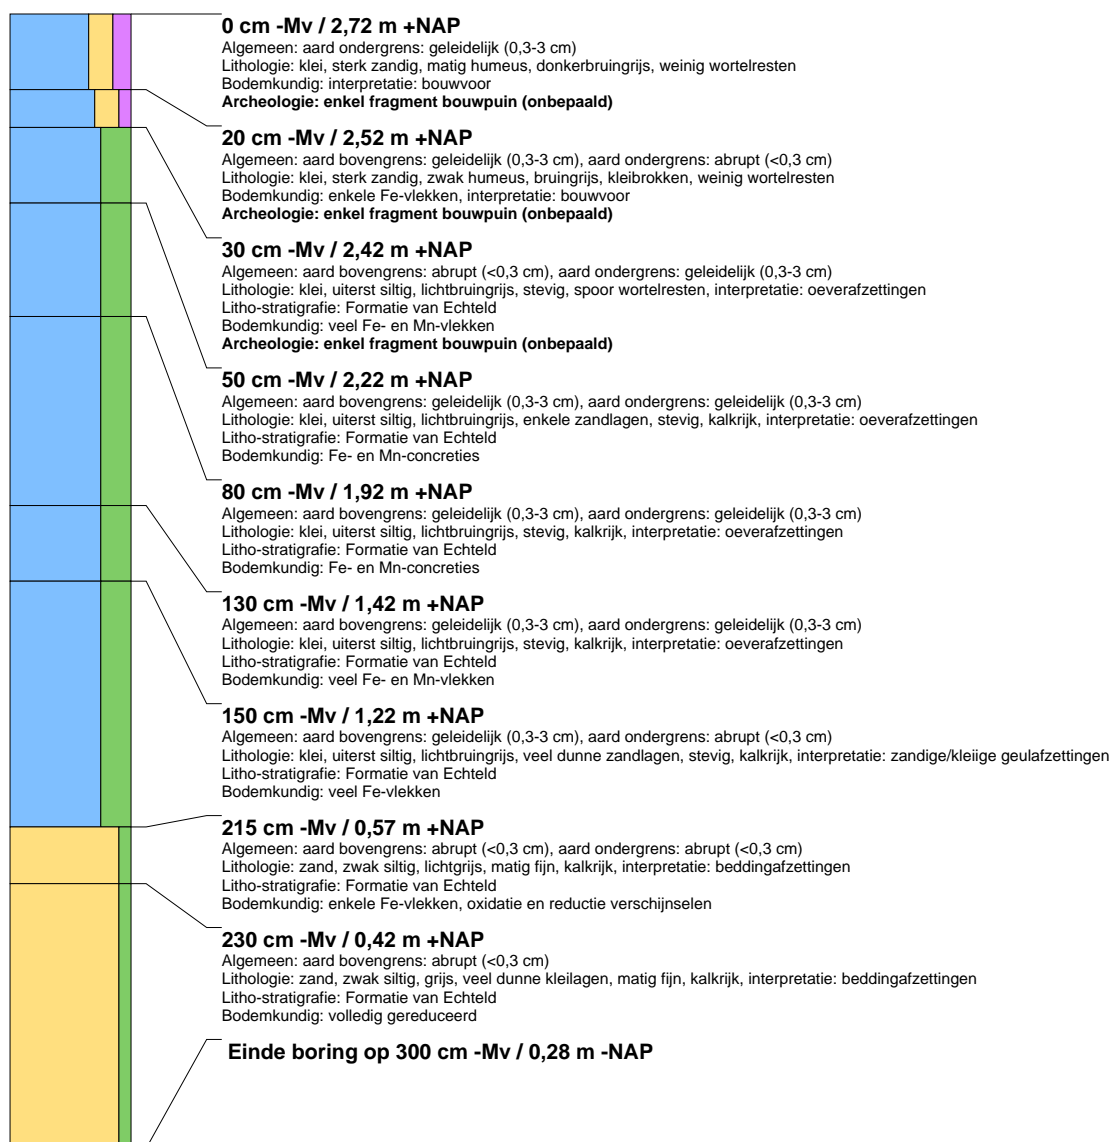 0 cm -Mv / 2,72 m +NAP
Algemeen: aard ondergrens: geleidelijk (0,3-3 cm)
Lithologie: klei, sterk zandig, matig humeus, donkerbruingrijs, weinig wortelresten
Bodemkundig: interpretatie: bouwvoor
Archeologie: enkel fragment bouwpuin (onbepaald)
20 cm -Mv / 2,52 m +NAP
Algemeen: aard bovengrens: geleidelijk (0,3-3 cm), aard ondergrens: abrupt (<0,3 cm)
Lithologie: klei, sterk zandig, zwak humeus, bruingrijs, kleibrokken, weinig wortelresten
Bodemkundig: enkele Fe-vlekken, interpretatie: bouwvoor
Archeologie: enkel fragment bouwpuin (onbepaald)
30 cm -Mv / 2,42 m +NAP
Algemeen: aard bovengrens: abrupt (<0,3 cm), aard ondergrens: geleidelijk (0,3-3 cm)
Lithologie: klei, uiterst siltig, lichtbruingrijs, stevig, spoor wortelresten, interpretatie: oeverafzettingen
Litho-stratigrafie: Formatie van Echteld
Bodemkundig: veel Fe- en Mn-vlekken
Archeologie: enkel fragment bouwpuin (onbepaald)
50 cm -Mv / 2,22 m +NAP
Algemeen: aard bovengrens: geleidelijk (0,3-3 cm), aard ondergrens: geleidelijk (0,3-3 cm)
Lithologie: klei, uiterst siltig, lichtbruingrijs, enkele zandlagen, stevig, kalkrijk, interpretatie: oeverafzettingen
Litho-stratigrafie: Formatie van Echteld
Bodemkundig: Fe- en Mn-concreties
80 cm -Mv / 1,92 m +NAP
Algemeen: aard bovengrens: geleidelijk (0,3-3 cm), aard ondergrens: geleidelijk (0,3-3 cm)
Lithologie: klei, uiterst siltig, lichtbruingrijs, stevig, kalkrijk, interpretatie: oeverafzettingen
Litho-stratigrafie: Formatie van Echteld
Bodemkundig: Fe- en Mn-concreties
130 cm -Mv / 1,42 m +NAP
Algemeen: aard bovengrens: geleidelijk (0,3-3 cm), aard ondergrens: geleidelijk (0,3-3 cm)
Lithologie: klei, uiterst siltig, lichtbruingrijs, stevig, kalkrijk, interpretatie: oeverafzettingen
Litho-stratigrafie: Formatie van Echteld
Bodemkundig: veel Fe- en Mn-vlekken
150 cm -Mv / 1,22 m +NAP
Algemeen: aard bovengrens: geleidelijk (0,3-3 cm), aard ondergrens: abrupt (<0,3 cm)
Lithologie: klei, uiterst siltig, lichtbruingrijs, veel dunne zandlagen, stevig, kalkrijk, interpretatie: zandige/kleiige geulafzettingen
Litho-stratigrafie: Formatie van Echteld
Bodemkundig: veel Fe-vlekken
215 cm -Mv / 0,57 m +NAP
Algemeen: aard bovengrens: abrupt (<0,3 cm), aard ondergrens: abrupt (<0,3 cm)
Lithologie: zand, zwak siltig, lichtgrijs, matig fijn, kalkrijk, interpretatie: beddingafzettingen
Litho-stratigrafie: Formatie van Echteld
Bodemkundig: enkele Fe-vlekken, oxidatie en reductie verschijnselen
230 cm -Mv / 0,42 m +NAP
Algemeen: aard bovengrens: abrupt (<0,3 cm)
Lithologie: zand, zwak siltig, grijs, veel dunne kleilagen, matig fijn, kalkrijk, interpretatie: beddingafzettingen
Litho-stratigrafie: Formatie van Echteld
Bodemkundig: volledig gereduceerd
Einde boring op 300 cm -Mv / 0,28 m -NAP